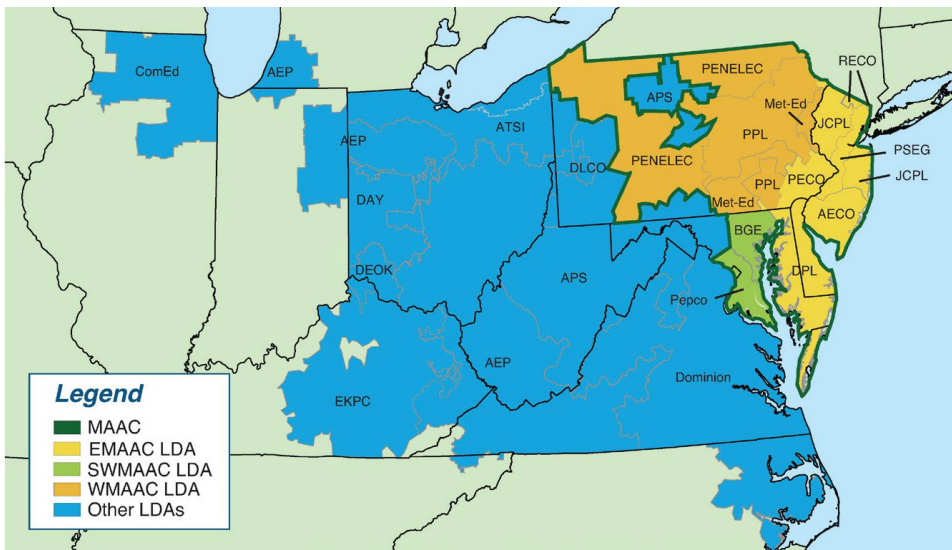 RECO
ComEd
AEP
PENELEC
APS
Met-Ed
JCPL
ATSI
AEP
PPL
PSEG
DLCO
PENELEC
PECO
JCPL
PPL
DAY
Met-Ed
AECO
BGE
DEOK
APS
DPL
Pepco
AEP
Dominion
EKPC
Legend
MAAC
EMAAC LDA
SWMAAC LDA
WMAAC LDA
Other LDAs